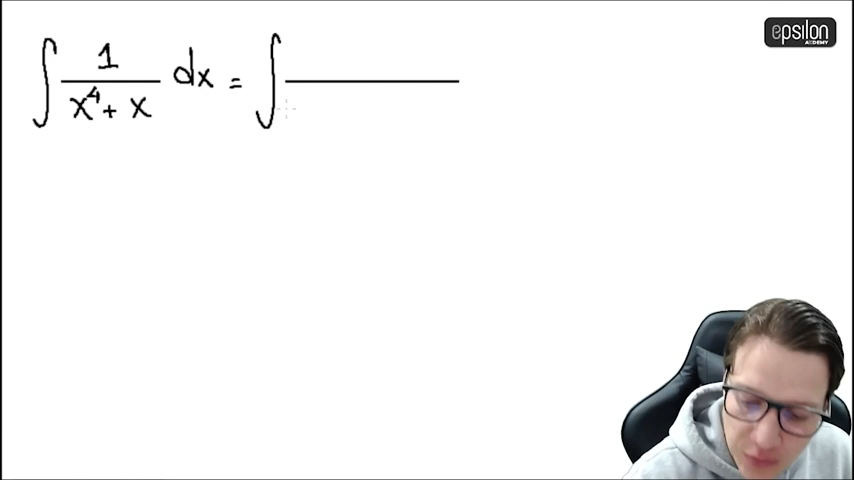 epsilon
ACADEMY
∫ 1/(x⁴+x) dx = ∫